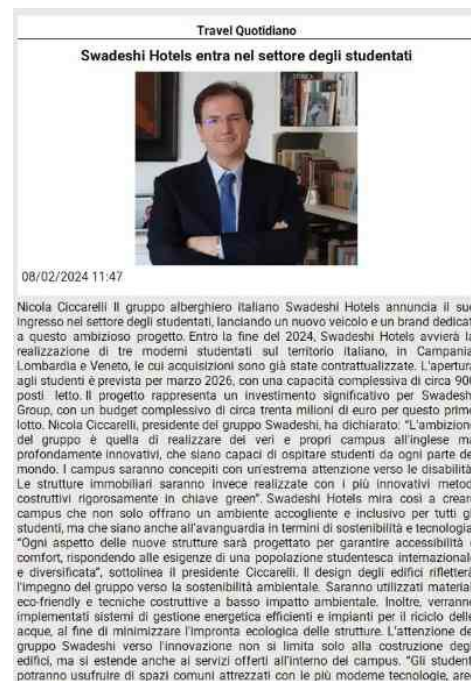 Travel Quotidiano
Swadeshi Hotels entra nel settore degli studentati
08/02/2024 11:47
Nicola Ciccarelli Il gruppo alberghiero italiano Swadeshi Hotels annuncia il suo
ingresso nel settore degli studentati, lanciando un nuovo veicolo e un brand dedicat
a questo ambizioso progetto. Entro la fine del 2024, Swadeshi Hotels avvierà la
realizzazione di tre moderni studentati sul territorio italiano, in Campania
Lombardia e Veneto, le cui acquisizioni sono già state contrattualizzate. L'apertura
agli studenti è prevista per marzo 2026, con una capacità complessiva di circa 900
posti letto. Il progetto rappresenta un investimento significativo per Swadesh
Group, con un budget complessivo di circa trenta milioni di euro per questo primo
lotto. Nicola Ciccarelli, presidente del gruppo Swadeshi, ha dichiarato: "L'ambizion
del gruppo è quella di realizzare dei veri e propri campus all'inglese ma
profondamente innovativi, che siano capaci di ospitare studenti da ogni parte de
mondo. I campus saranno concepiti con un'estrema attenzione verso le disabilità
Le strutture immobiliari saranno invece realizzate con i più innovativi metod
costruttivi rigorosamente in chiave green". Swadeshi Hotels mira così a crear
campus che non solo offrano un ambiente accogliente e inclusivo per tutti gl
studenti, ma che siano anche all'avanguardia in termini di sostenibilità e tecnologia
"Ogni aspetto delle nuove strutture sarà progettato per garantire accessibilità
comfort, rispondendo alle esigenze di una popolazione studentesca internazional
e diversificata", sottolinea il presidente Ciccarelli. Il design degli edifici rifletterà
l'impegno del gruppo verso la sostenibilità ambientale. Saranno utilizzati material
eco-friendly e tecniche costruttive a basso impatto ambientale. Inoltre, verranno
implementati sistemi di gestione energetica efficienti e impianti per il riciclo delle
acque, al fine di minimizzare l'impronta ecologica delle strutture. L'attenzione de
gruppo Swadeshi verso l'innovazione non si limita solo alla costruzione degl
edifici, ma si estende anche ai servizi offerti all'interno del campus. "Gli student
potranno usufruire di spazi comuni attrezzati con le più moderne tecnologie, are